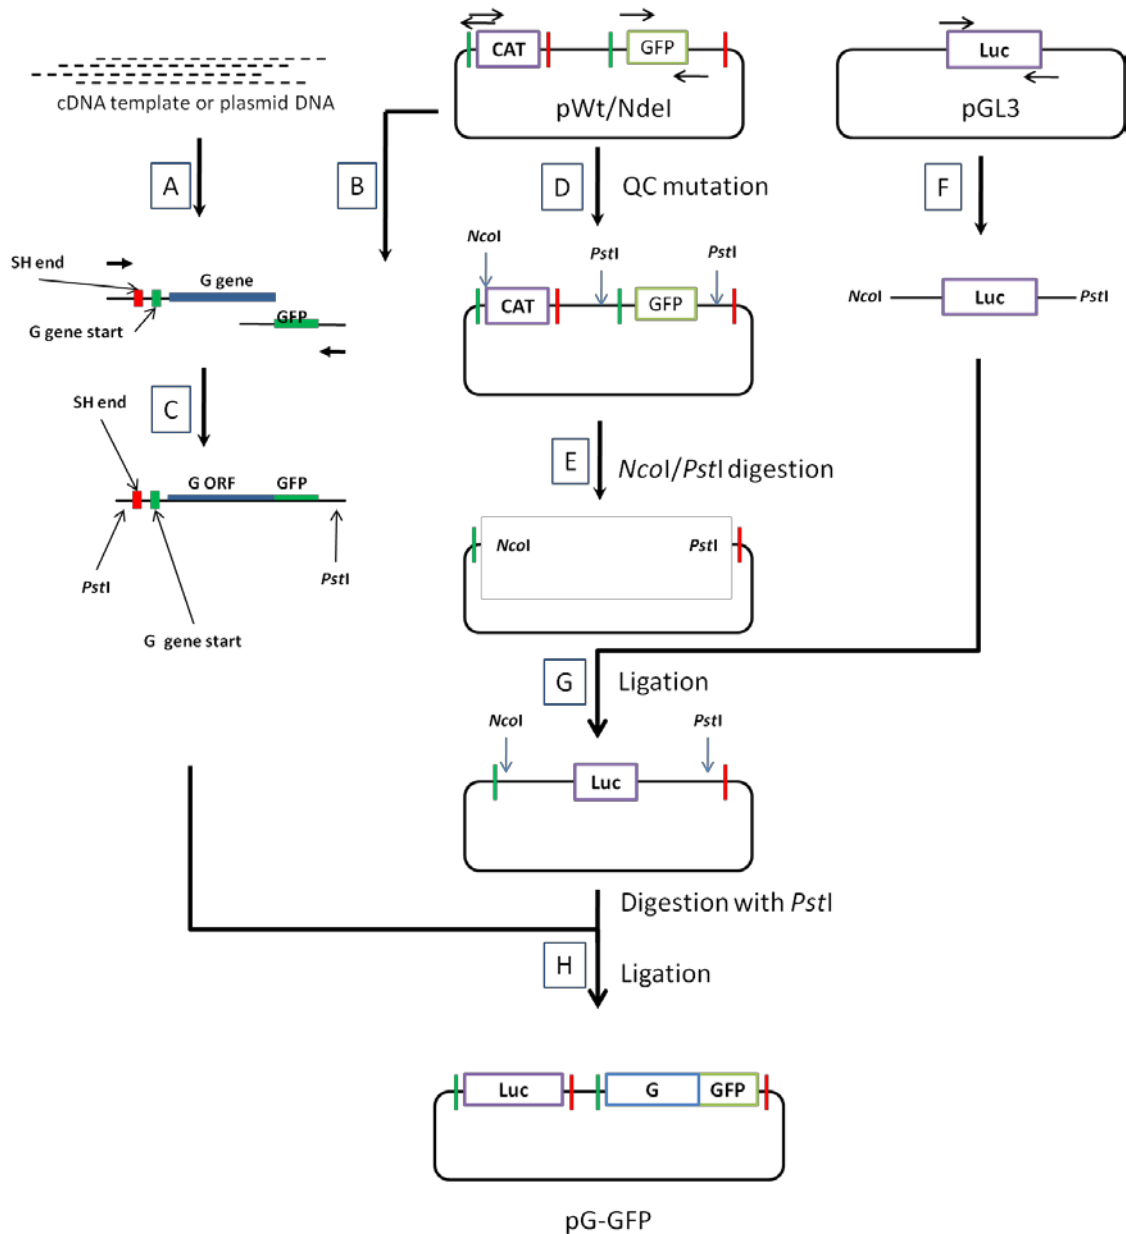 CAT
GFP
pWt/NdeI
Luc
pGL3
cDNA template or plasmid DNA
A
B
D
QC mutation
F
SH end
G gene
G gene start
GFP
NcoI
PstI
PstI
CAT
GFP
NcoI
Luc
PstI
C
SH end
G ORF
GFP
PstI
PstI
G gene start
E
NcoI/PstI digestion
NcoI
PstI
G
Ligation
NcoI
PstI
Luc
Digestion with PstI
H
Ligation
Luc
G
GFP
pG-GFP